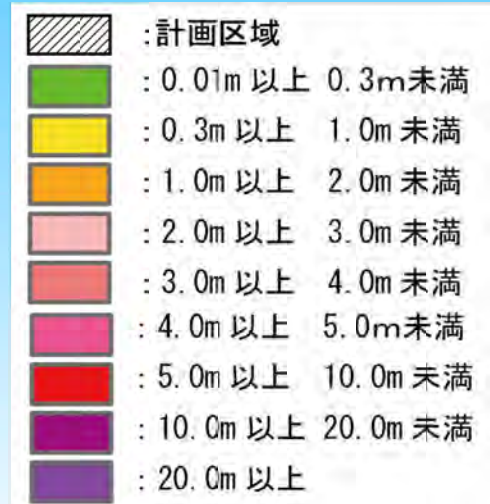 :計画区域
: 0.01m 以上 0.3m未満
: 0.3m 以上 1.0m 未満
: 1.0m 以上 2.0m 未満
: 2.0m 以上 3.0m 未満
: 3.0m 以上 4.0m 未満
: 4.0m 以上 5.0m未満
: 5.0m 以上 10.0m 未満
: 10.0m 以上 20.0m 未満
: 20.0m 以上